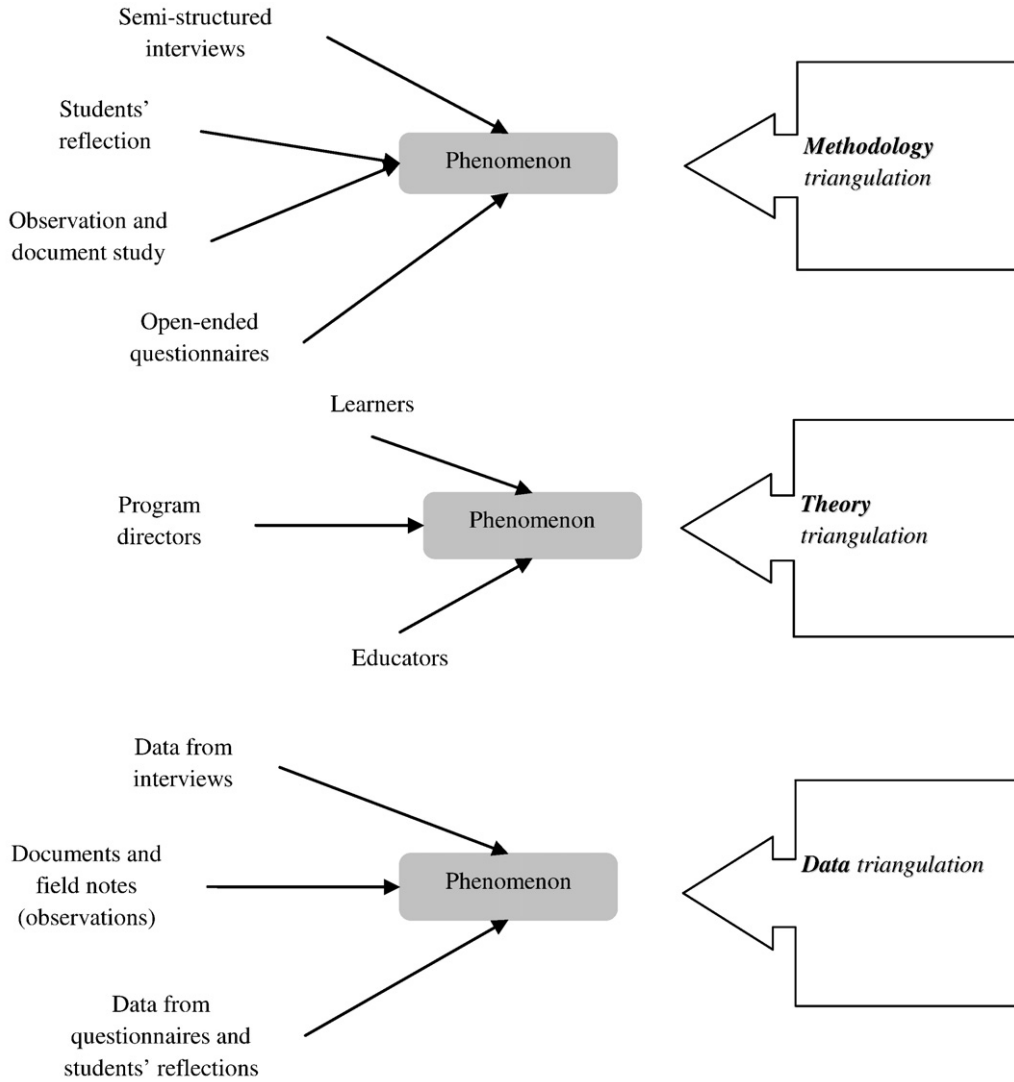 Semi-structured
interviews
Students’
reflection
Observation and
document study
Open-ended
questionnaires
Phenomenon
Methodology
triangulation
Learners
Program
directors
Educators
Phenomenon
Theory
triangulation
Data from
interviews
Documents and
field notes
(observations)
Data from
questionnaires and
students’ reflections
Phenomenon
Data triangulation